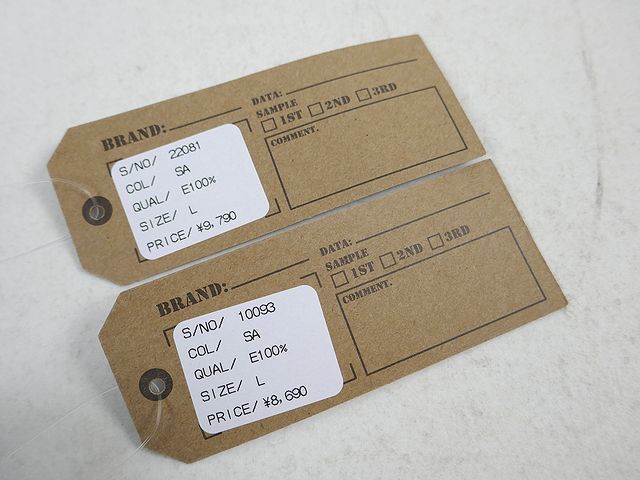 BRAND:
DATA:
SAMPLE
1ST 2ND 3RD
COMMENT.
S/NO/ 22081
COL/ SA
QUAL/ E100%
SIZE/ L
PRICE/ ¥9,790
BRAND:
DATA:
SAMPLE
1ST 2ND 3RD
COMMENT.
S/NO/ 10093
COL/ SA
QUAL/ E100%
SIZE/ L
PRICE/ ¥8,690